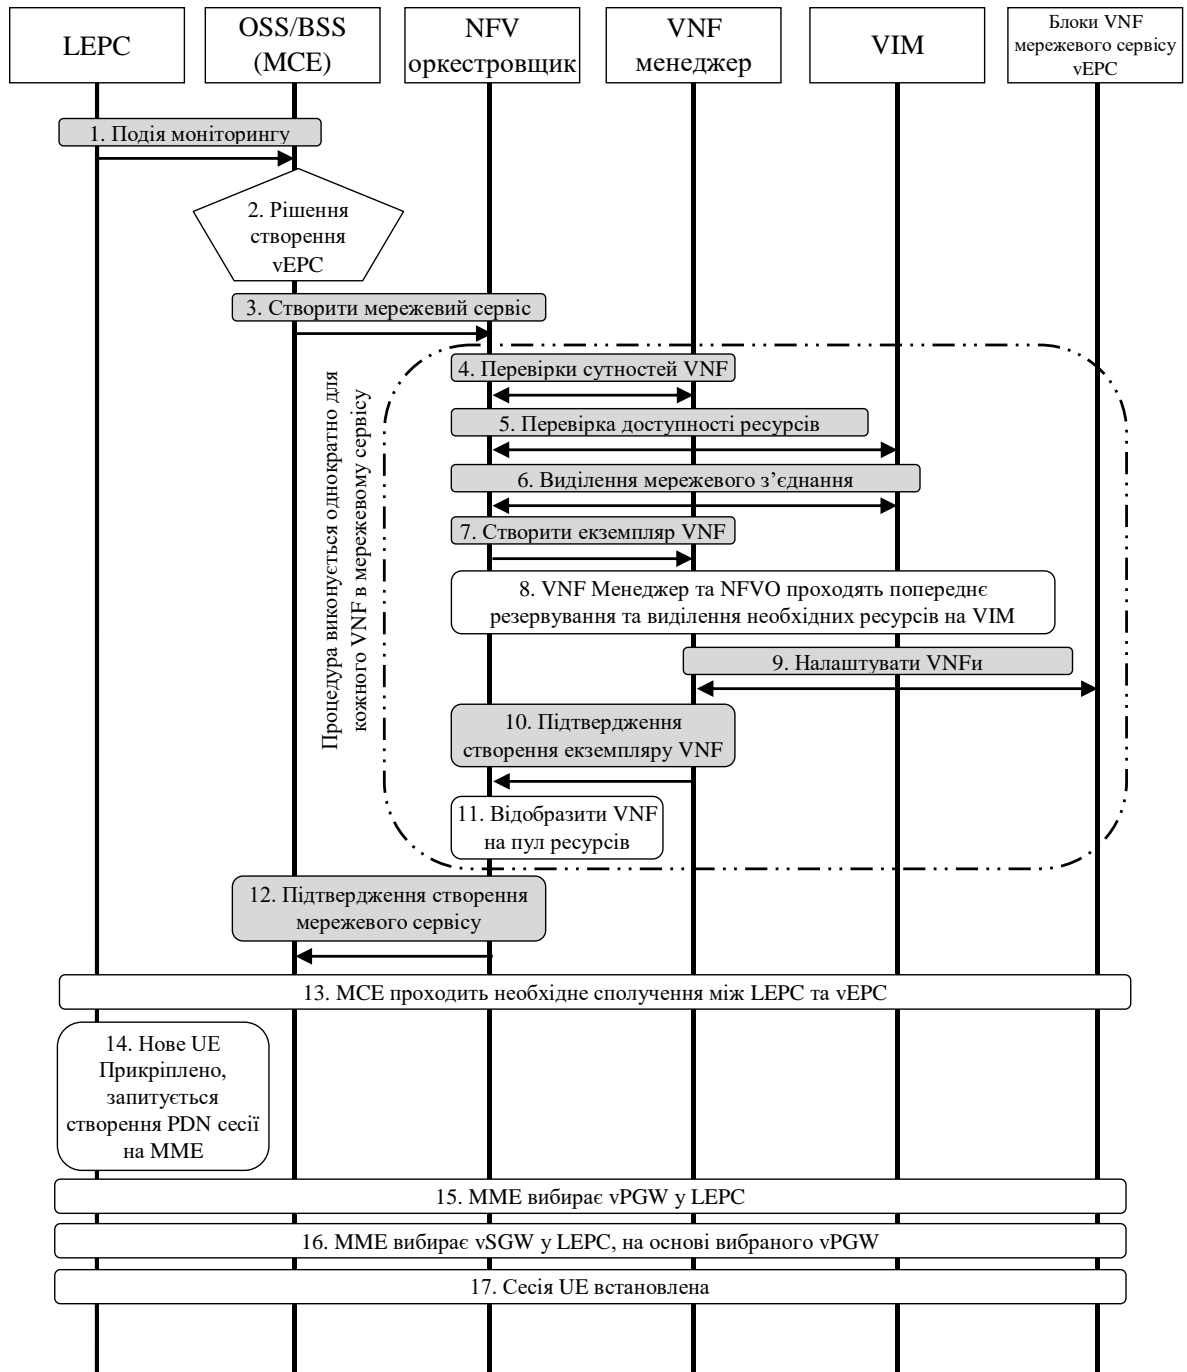 LEPC
OSS/BSS
(MCE)
NFV
оркестровщик
VNF
менеджер
VIM
Блоки VNF
мережевого сервісу
vEPC
1. Подія моніторингу
2. Рішення
створення
vEPC
3. Створити мережевий сервіс
Процедура виконується однократно для
кожного VNF в мережевому сервісу
4. Перевірки сутностей VNF
5. Перевірка доступності ресурсів
6. Виділення мережевого з’єднання
7. Створити екземпляр VNF
8. VNF Менеджер та NFVO проходять попереднє
резервування та виділення необхідних ресурсів на VIM
9. Налаштувати VNFи
10. Підтвердження
створення екземпляру VNF
11. Відобразити VNF
на пул ресурсів
12. Підтвердження створення
мережевого сервісу
13. MCE проходить необхідне сполучення між LEPC та vEPC
14. Нове UE
Прикріплено,
запитується
створення PDN сесії
на MME
15. MME вибирає vPGW у LEPC
16. MME вибирає vSGW у LEPC, на основі вибраного vPGW
17. Сесія UE встановлена